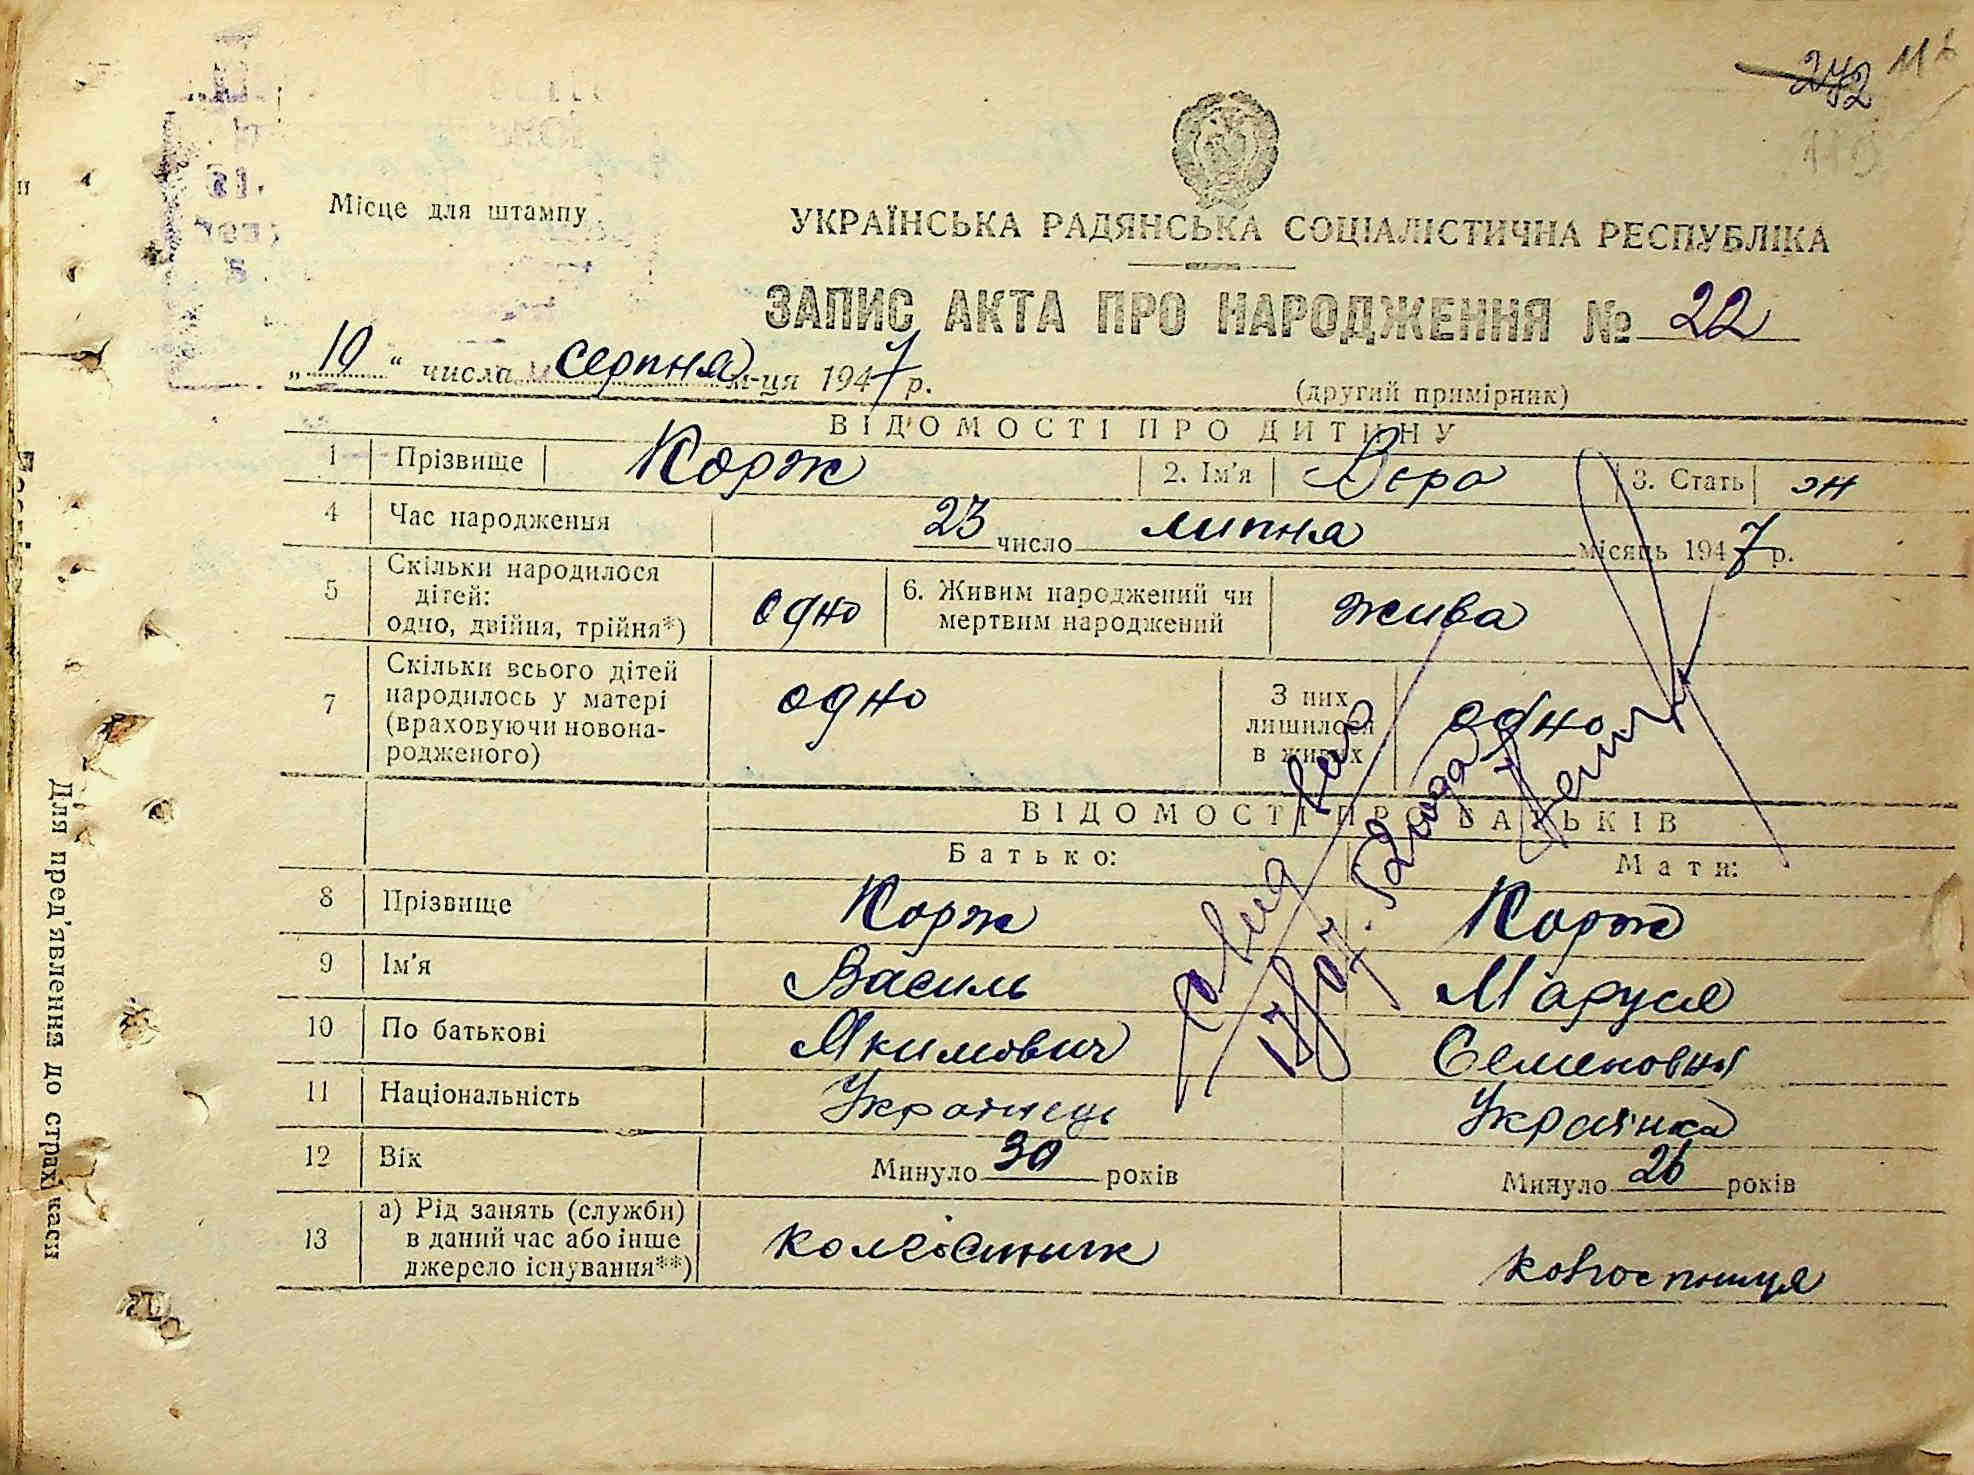 272
Місце для штампу
УКРАЇНСЬКА РАДЯНСЬКА СОЦІАЛІСТИЧНА РЕСПУБЛІКА
ЗАПИС АКТА ПРО НАРОДЖЕННЯ № 22
„10“ числа серпня м-ця 1947 р.
(другий примірник)
ВІДОМОСТІ ПРО ДИТИНУ
1 Прізвище Корж 2. Ім'я Вера 3. Стать ж
4 Час народження 23 число липня місяць 1947 р.
5 Скільки народилося дітей: одно, двійня, трійня*) одно 6. Живим народжений чи мертвим народжений жива
7 Скільки всього дітей народилось у матері (враховуючи новонародженого) одно З них лишилося в живих одно
ВІДОМОСТІ ПРО БАТЬКІВ
Батько: Мати:
8 Прізвище Корж Корж
9 Ім'я Василь Маруся
10 По батькові Якимович Семеновна
11 Національність Українець Українка
12 Вік Минуло 30 років Минуло 26 років
13 а) Рід занять (служби) в даний час або інше джерело існування**) колгоспник колгоспниця
Для пред'явлення до страхкаси